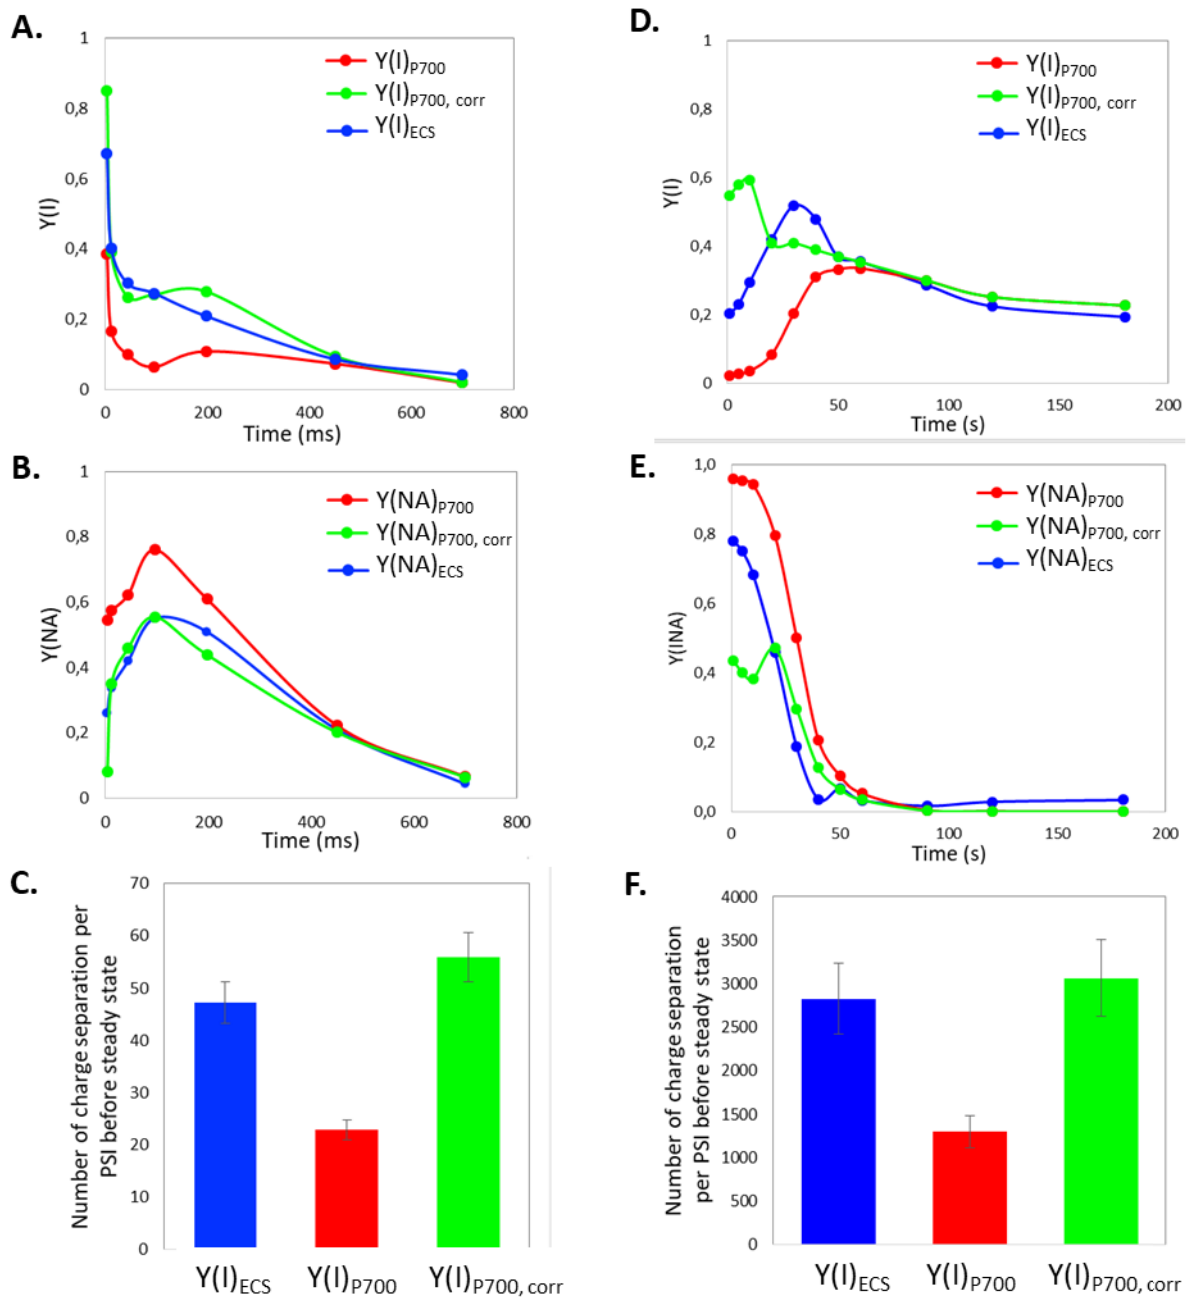 A.
1
0,8
0,6
0,4
0,2
0
Y(I)
Y(I)P700
Y(I)P700, corr
Y(I)ECS
0 200 400 600 800
Time (ms)
B.
1
0,8
0,6
0,4
0,2
0
Y(NA)
Y(NA)P700
Y(NA)P700, corr
Y(NA)ECS
0 200 400 600 800
Time (ms)
C.
70
60
50
40
30
20
10
0
Number of charge separation per
PSI before steady state
Y(I)ECS Y(I)P700 Y(I)P700, corr
D.
1
0,8
0,6
0,4
0,2
0
Y(I)
Y(I)P700
Y(I)P700, corr
Y(I)ECS
0 50 100 150 200
Time (s)
E.
1,0
0,8
0,6
0,4
0,2
0,0
Y(INA)
Y(NA)P700
Y(NA)P700, corr
Y(NA)ECS
0 50 100 150 200
Time (s)
F.
4000
3500
3000
2500
2000
1500
1000
500
0
Number of charge separation
per PSI before steady state
Y(I)ECS Y(I)P700 Y(I)P700, corr